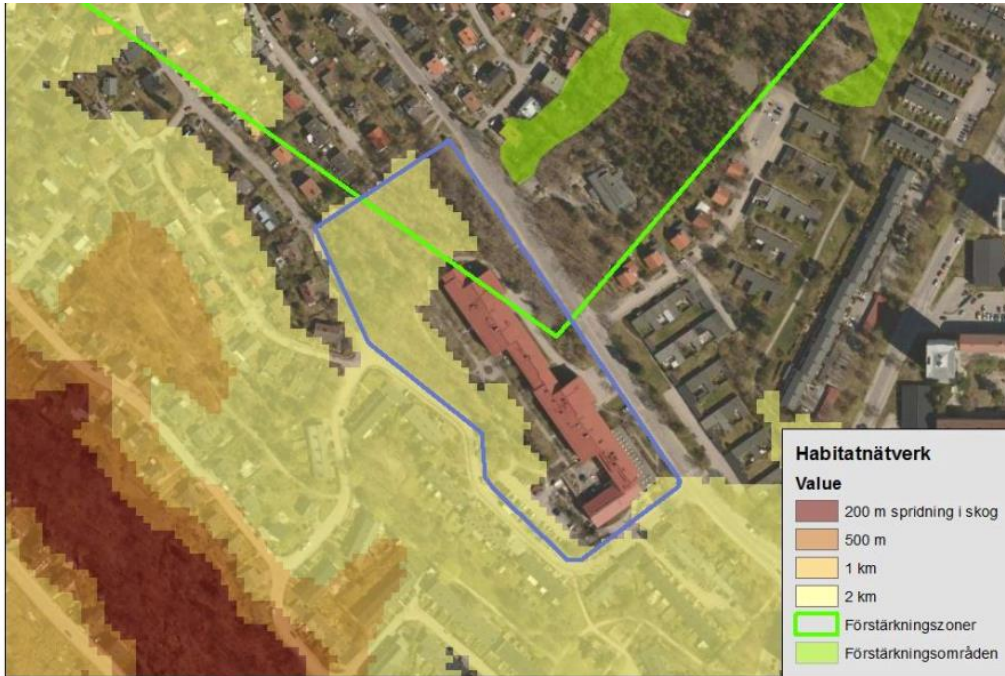 Habitatnätverk
Value
200 m spridning i skog
500 m
1 km
2 km
Förstärkningszoner
Förstärkningsområden